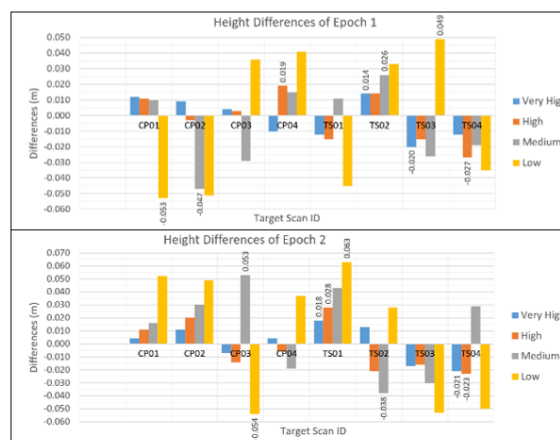 Height Differences of Epoch 1
Differences (m)
0.050
0.040
0.030
0.020
0.010
0.000
-0.010
-0.020
-0.030
-0.040
-0.050
-0.060
CP01
CP02
CP03
CP04
TS01
TS02
TS03
TS04
-0.053
-0.047
0.019
0.014
0.026
-0.020
0.049
-0.027
Target Scan ID
Very High
High
Medium
Low
Height Differences of Epoch 2
Differences (m)
0.070
0.060
0.050
0.040
0.030
0.020
0.010
0.000
-0.010
-0.020
-0.030
-0.040
-0.050
-0.060
CP01
CP02
CP03
CP04
TS01
TS02
TS03
TS04
0.053
-0.054
0.018
0.028
0.063
-0.038
-0.021
-0.023
Target Scan ID
Very High
High
Medium
Low